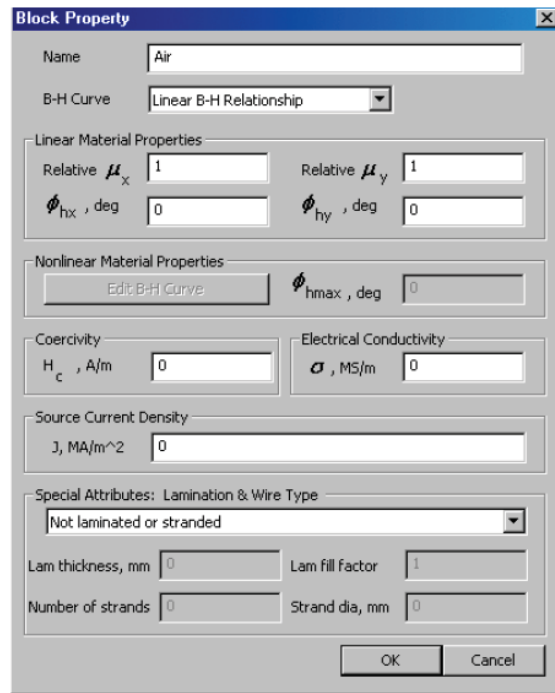 Block Property
Name Air
B-H Curve Linear B-H Relationship
Linear Material Properties
Relative μx 1 Relative μy 1
ϕhx , deg 0 ϕhy , deg 0
Nonlinear Material Properties
Edit B-H Curve ϕhmax , deg 0
Coercivity Electrical Conductivity
Hc , A/m 0 σ , MS/m 0
Source Current Density
J, MA/m^2 0
Special Attributes: Lamination & Wire Type
Not laminated or stranded
Lam thickness, mm 0 Lam fill factor 1
Number of strands 0 Strand dia, mm 0
OK Cancel